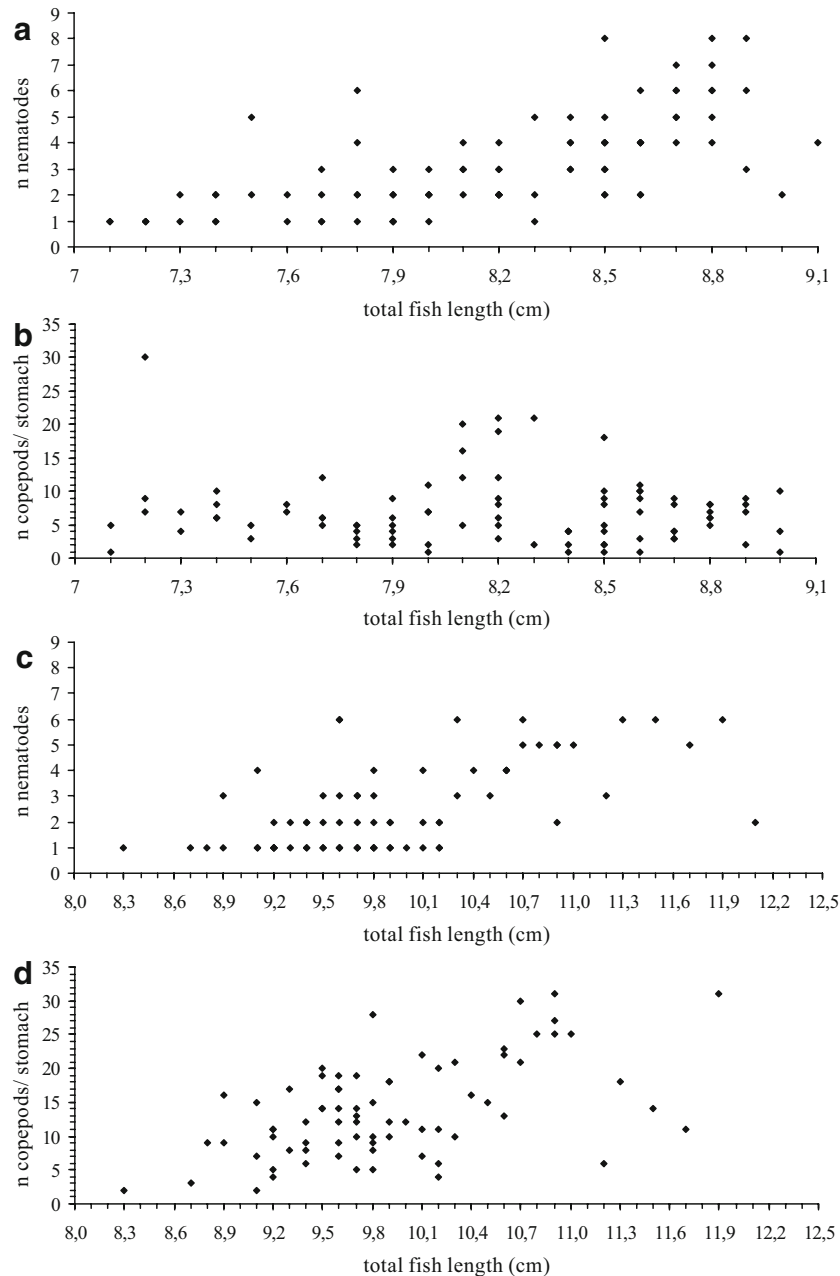 a
n nematodes
9
8
7
6
5
4
3
2
1
0
7 7,3 7,6 7,9 8,2 8,5 8,8 9,1
total fish length (cm)
b
n copepods/ stomach
35
30
25
20
15
10
5
0
7 7,3 7,6 7,9 8,2 8,5 8,8 9,1
total fish length (cm)
c
n nematodes
9
8
7
6
5
4
3
2
1
0
8,0 8,3 8,6 8,9 9,2 9,5 9,8 10,1 10,4 10,7 11,0 11,3 11,6 11,9 12,2 12,5
total fish length (cm)
d
n copepods/ stomach
35
30
25
20
15
10
5
0
8,0 8,3 8,6 8,9 9,2 9,5 9,8 10,1 10,4 10,7 11,0 11,3 11,6 11,9 12,2 12,5
total fish length (cm)